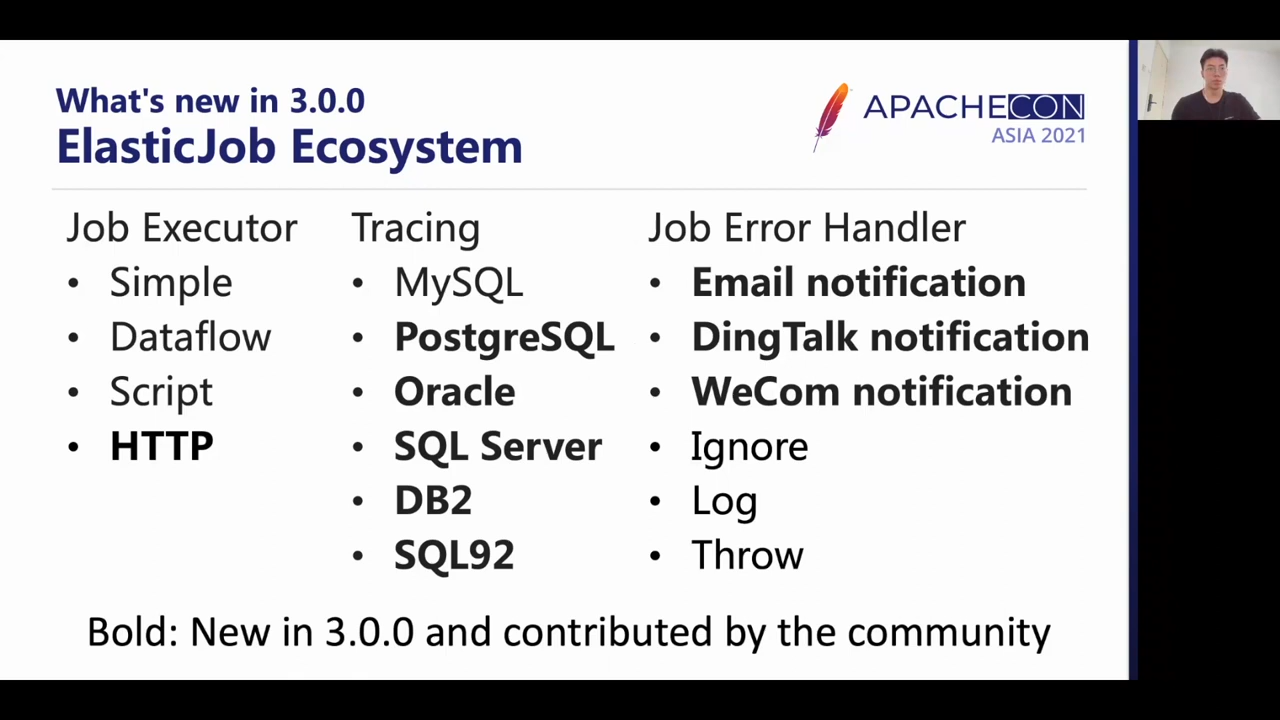 What's new in 3.0.0
ElasticJob Ecosystem
APACHECON
ASIA 2021
Job Executor
• Simple
• Dataflow
• Script
• HTTP
Tracing
• MySQL
• PostgreSQL
• Oracle
• SQL Server
• DB2
• SQL92
Job Error Handler
• Email notification
• DingTalk notification
• WeCom notification
• Ignore
• Log
• Throw
Bold: New in 3.0.0 and contributed by the community